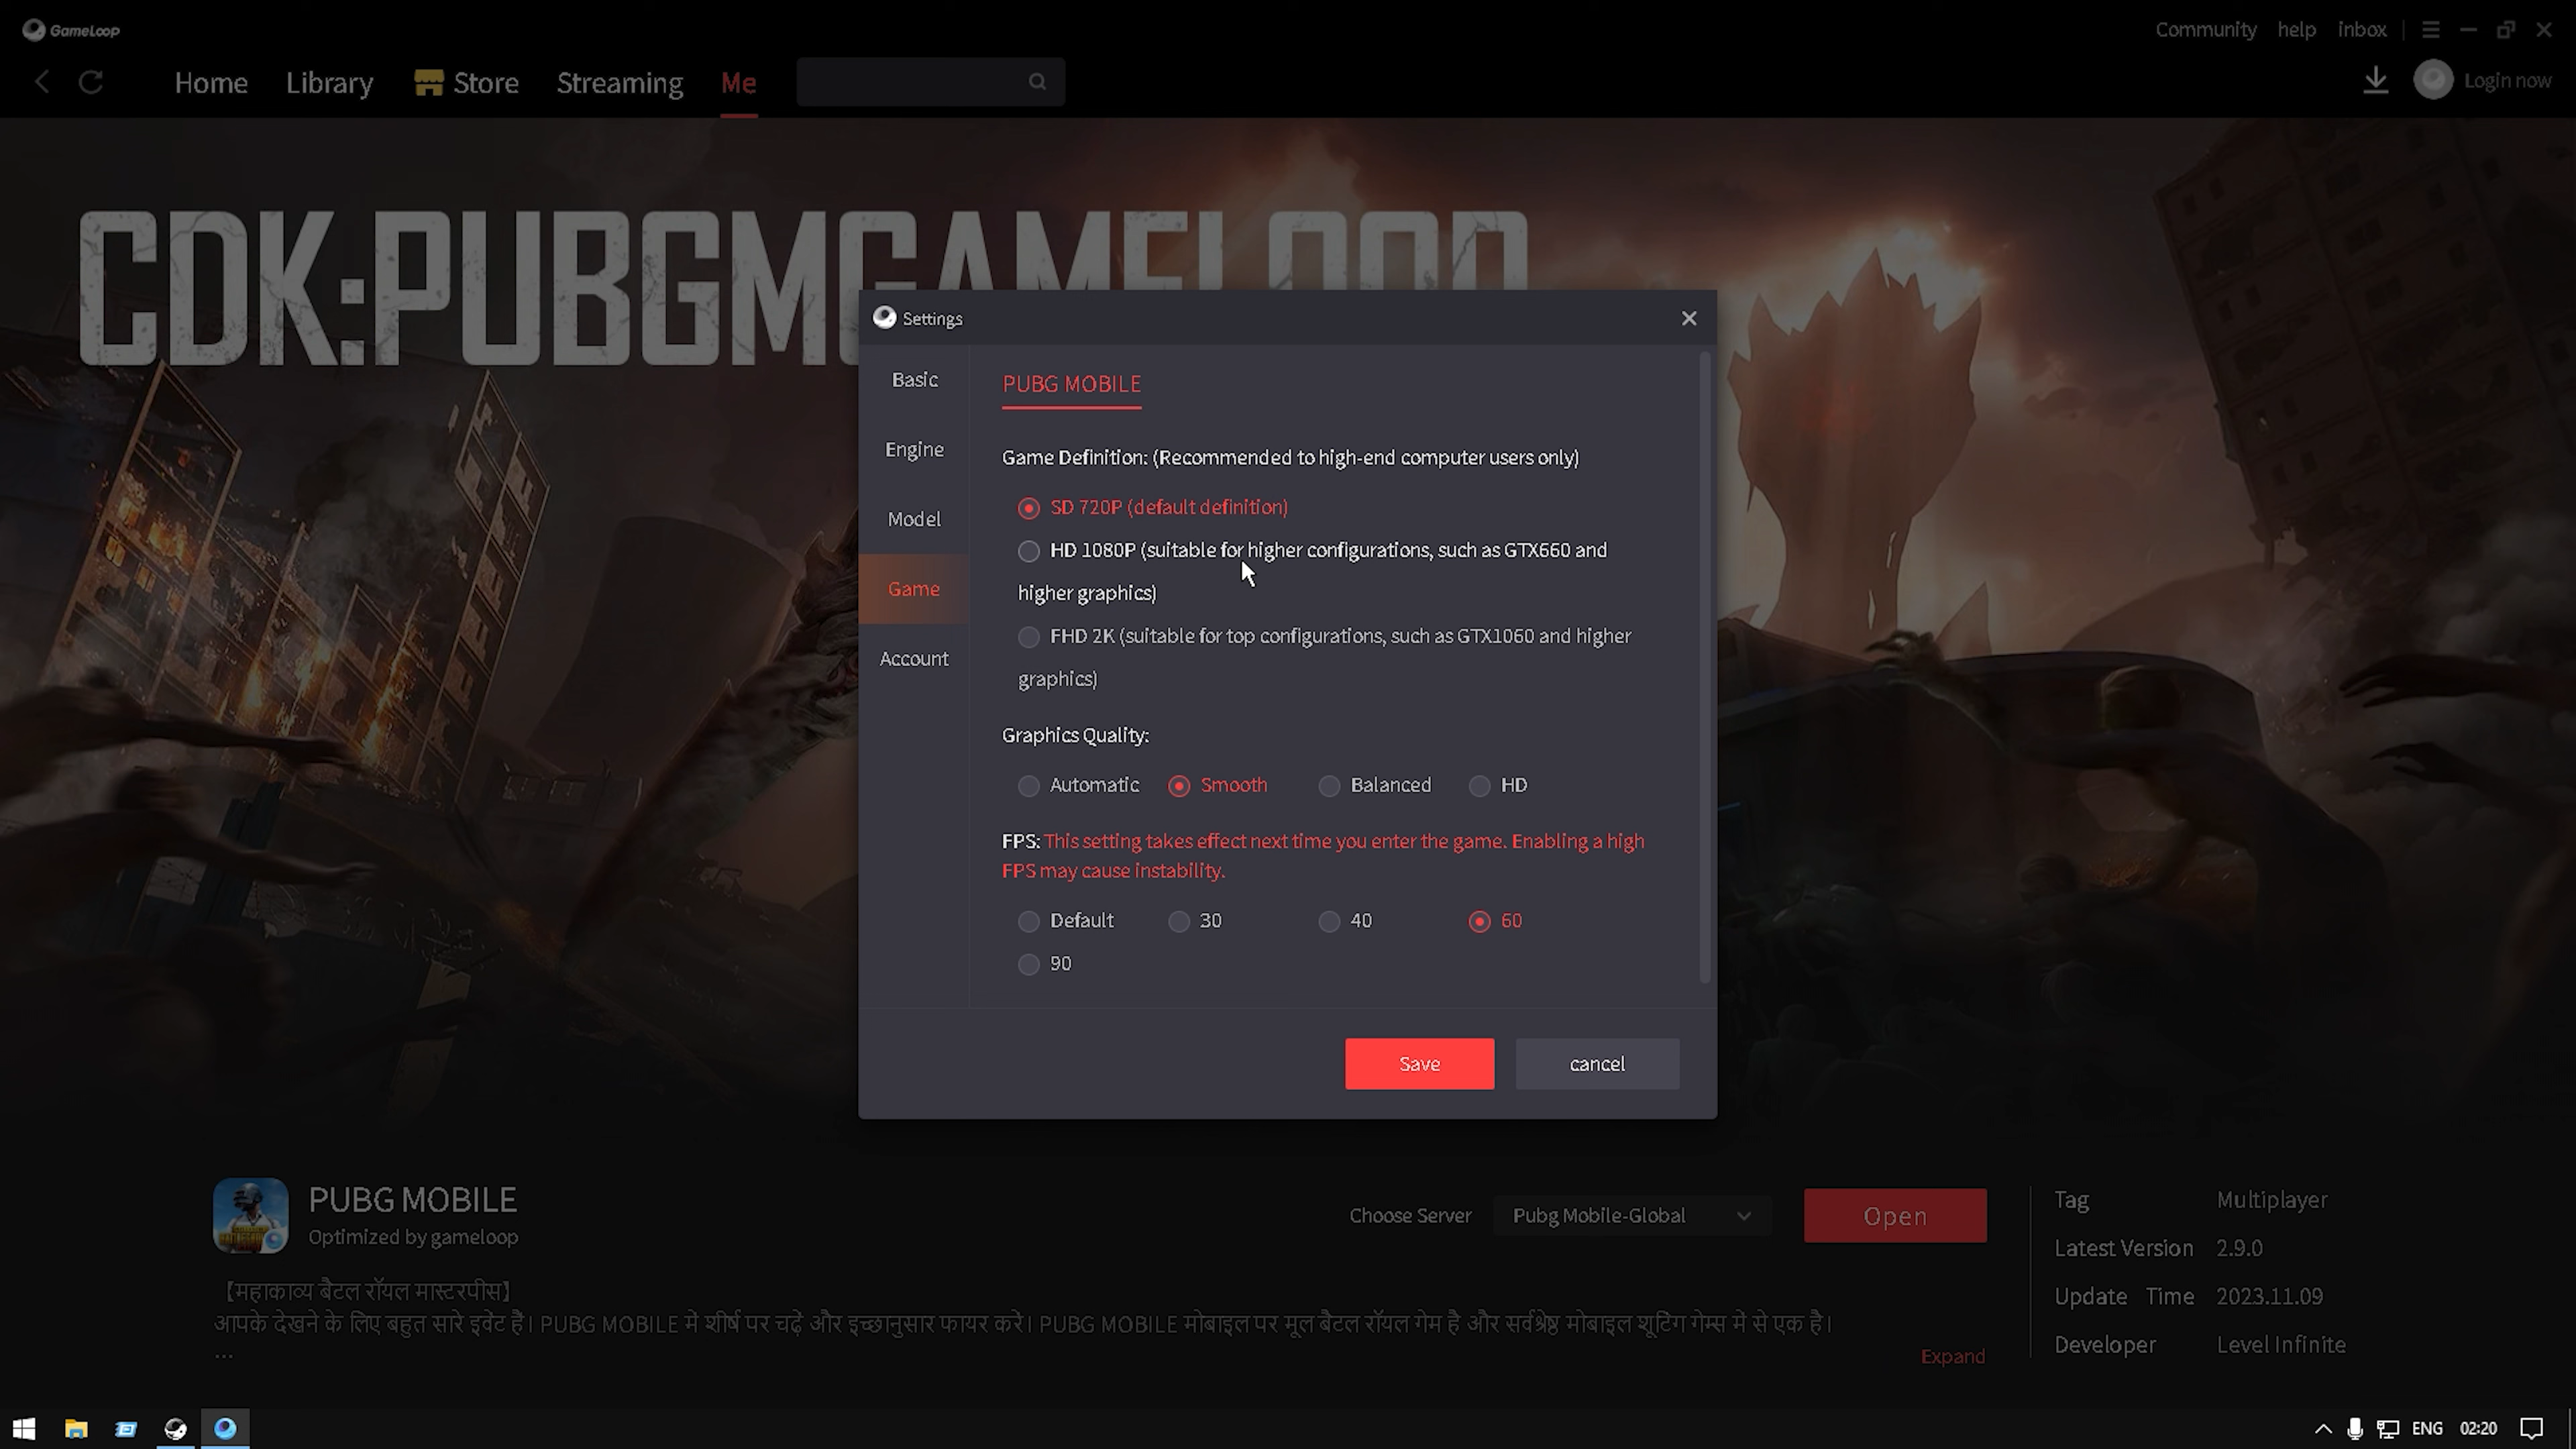 GameLoop
Community help inbox
Home Library Store Streaming Me
Login now
CDK:PUBGMGAMELOOP
Settings
Basic
Engine
Model
Game
Account
PUBG MOBILE
Game Definition: (Recommended to high-end computer users only)
SD 720P (default definition)
HD 1080P (suitable for higher configurations, such as GTX660 and
higher graphics)
FHD 2K (suitable for top configurations, such as GTX1060 and higher
graphics)
Graphics Quality:
Automatic Smooth Balanced HD
FPS: This setting takes effect next time you enter the game. Enabling a high
FPS may cause instability.
Default 30 40 60
90
Save cancel
PUBG MOBILE
Optimized by gameloop
Choose Server Pubg Mobile-Global Open
【महाकाव्य बैटल रॉयल मास्टरपीस】
आपके देखने के लिए बहुत सारे इवेंट हैं। PUBG MOBILE में शीर्ष पर चढ़ें और इच्छानुसार फायर करें। PUBG MOBILE मोबाइल पर मूल बैटल रॉयल गेम है और सर्वश्रेष्ठ मोबाइल शूटिंग गेम्स में से एक है।
...
Expand
Tag Multiplayer
Latest Version 2.9.0
Update Time 2023.11.09
Developer Level Infinite
ENG 02:20